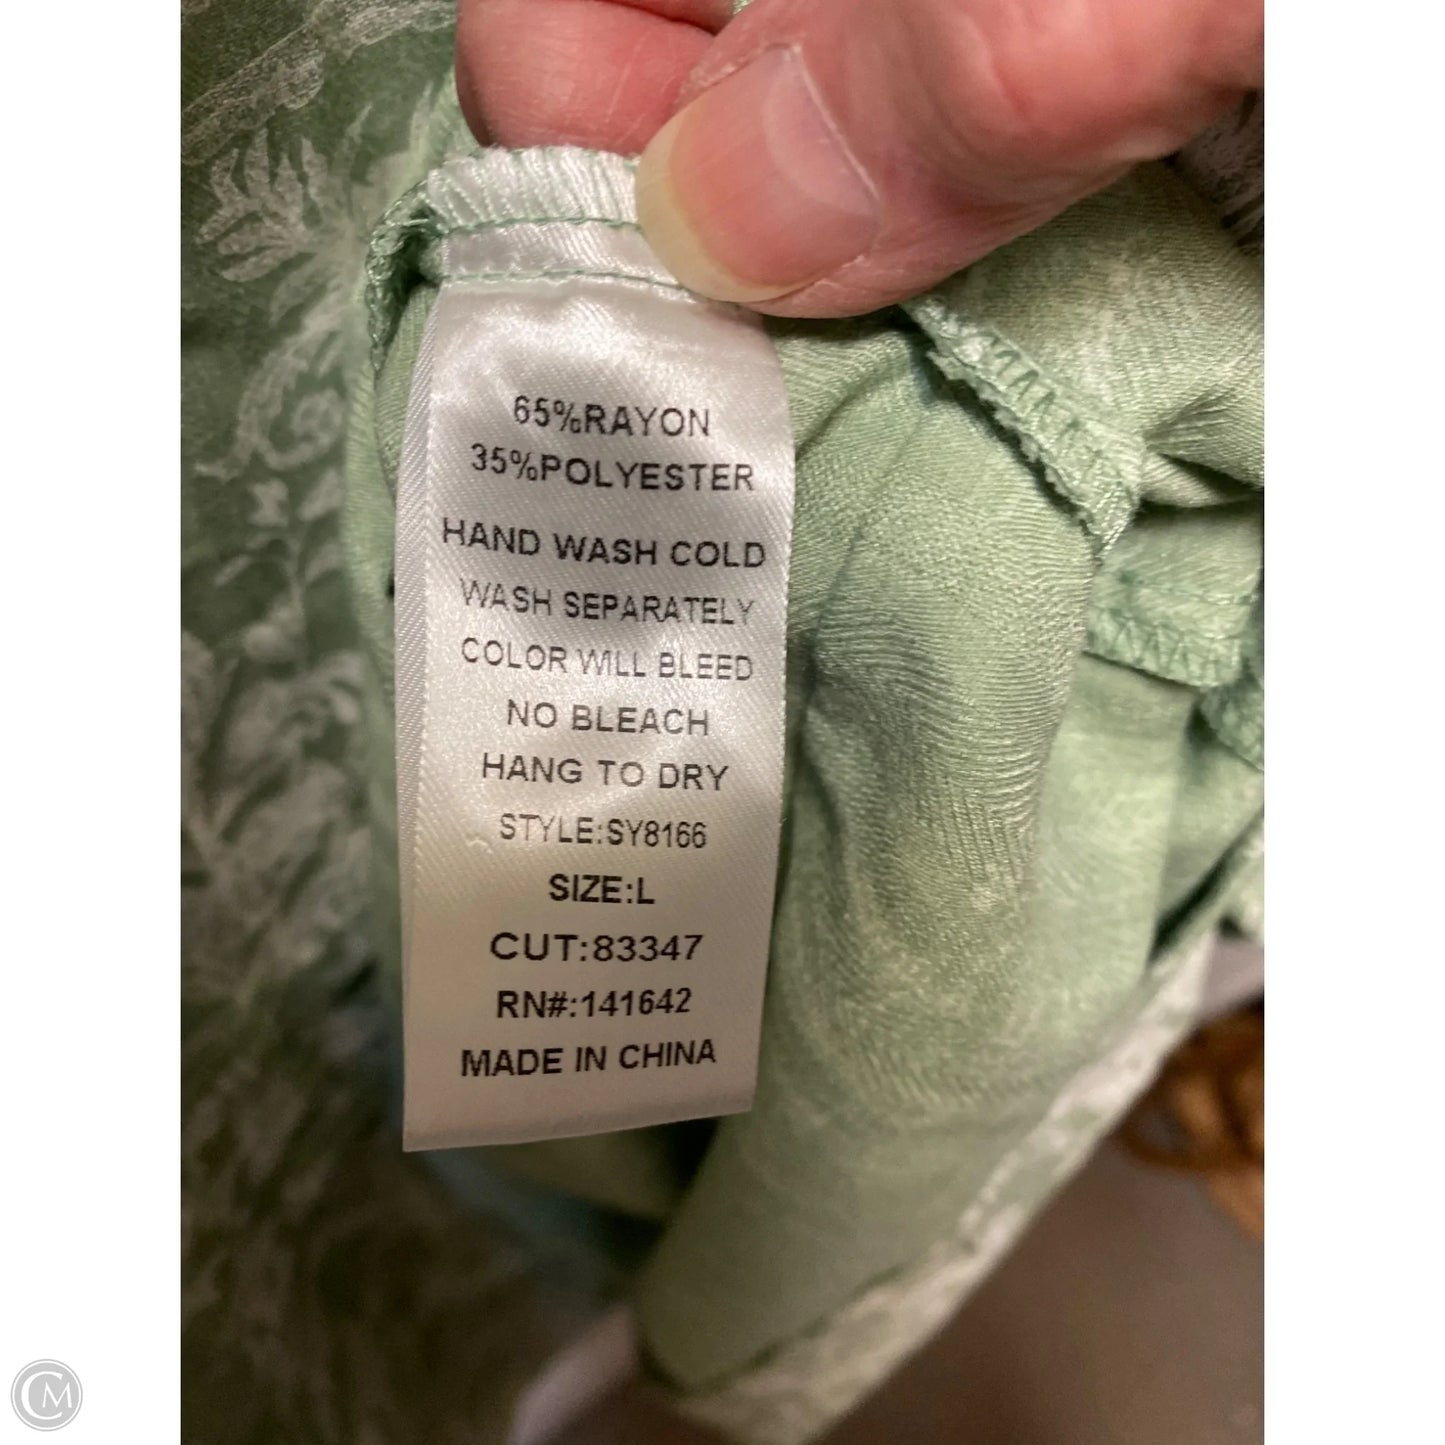 65%RAYON
35%POLYESTER
HAND WASH COLD
WASH SEPARATELY
COLOR WILL BLEED
NO BLEACH
HANG TO DRY
STYLE:SY8166
SIZE:L
CUT:83347
RN#:141642
MADE IN CHINA
CM